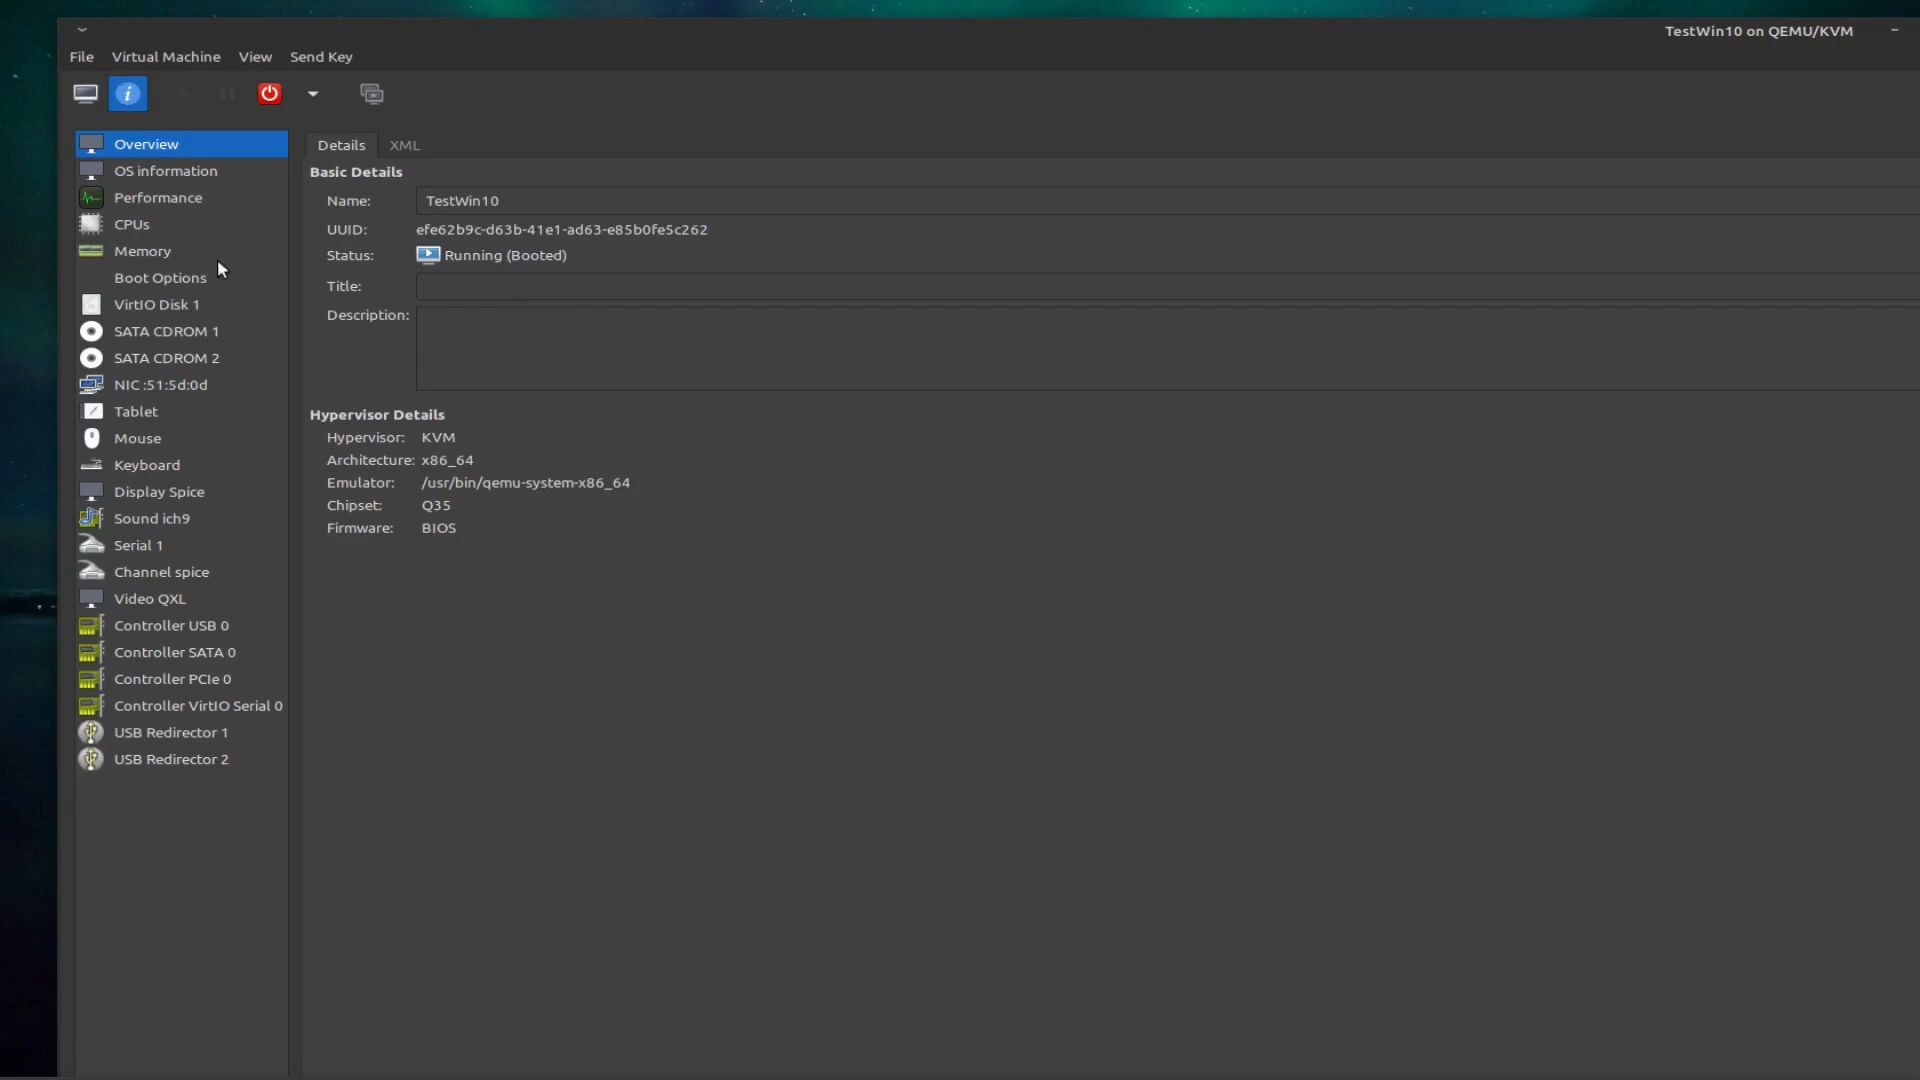 TestWin10 on QEMU/KVM
File Virtual Machine View Send Key
Overview
OS information
Performance
CPUs
Memory
Boot Options
VirtIO Disk 1
SATA CDROM 1
SATA CDROM 2
NIC :51:5d:0d
Tablet
Mouse
Keyboard
Display Spice
Sound ich9
Serial 1
Channel spice
Video QXL
Controller USB 0
Controller SATA 0
Controller PCIe 0
Controller VirtIO Serial 0
USB Redirector 1
USB Redirector 2
Details XML
Basic Details
Name: TestWin10
UUID: efe62b9c-d63b-41e1-ad63-e85b0fe5c262
Status: Running (Booted)
Title:
Description:
Hypervisor Details
Hypervisor: KVM
Architecture: x86_64
Emulator: /usr/bin/qemu-system-x86_64
Chipset: Q35
Firmware: BIOS